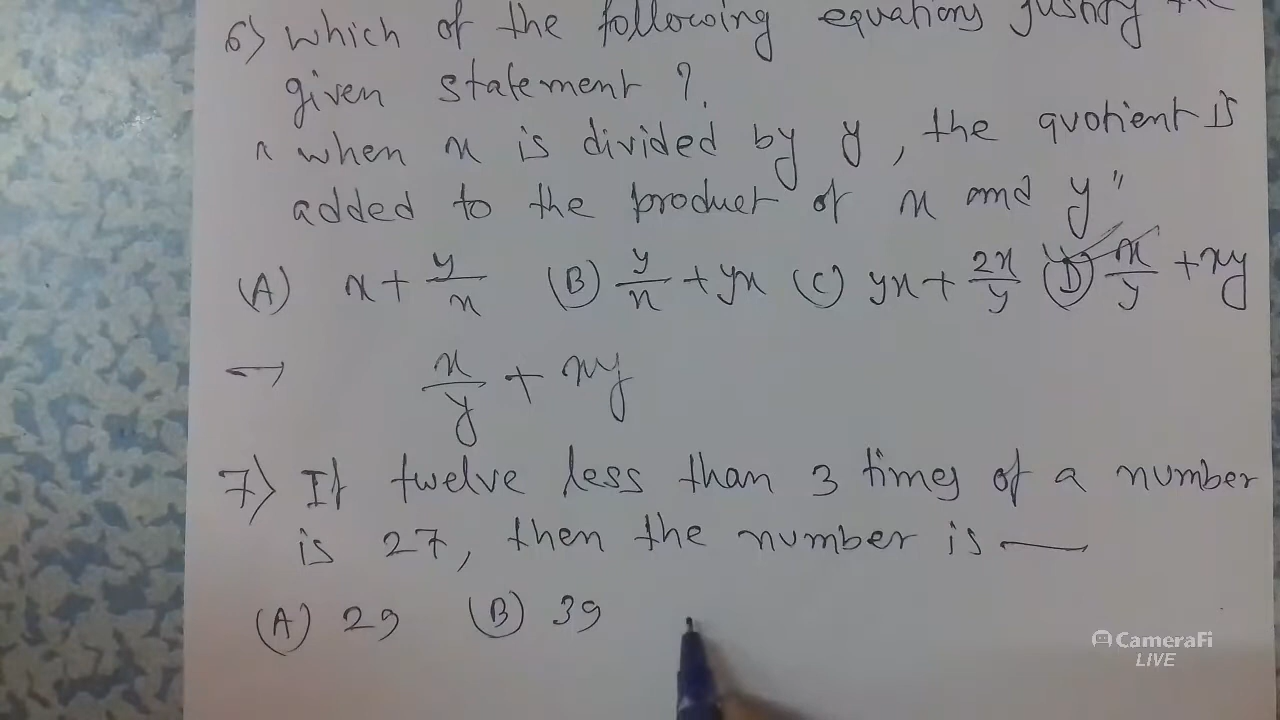 6) Which of the following equations justify the
given statement ?
" when x is divided by y , the quotient is
added to the product of x and y "
(A) x + y/x (B) y/x + yx (C) yx + 2x/y (D) x/y + xy
→ x/y + xy
7) If twelve less than 3 times of a number
is 27, then the number is —
(A) 29 (B) 39
CameraFi
LIVE